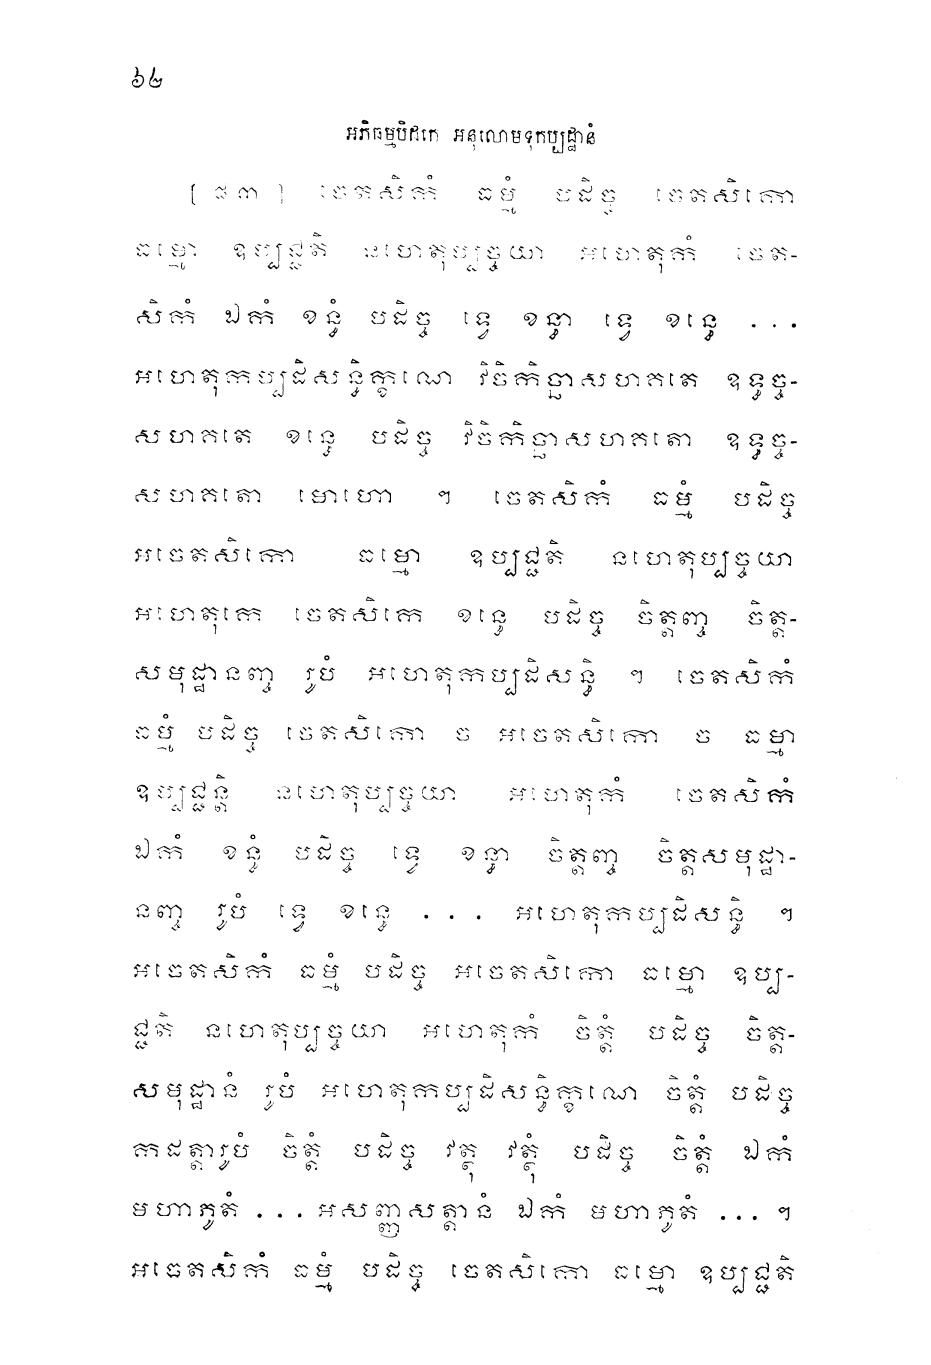 ៦២
អភិធម្មបិដកេ អនុលោមទុកប្បដ្ឋានំ
[ ៨៣ ] ចេតសិកំ ធម្មំ បដិច្ច ចេតសិកោ
ធម្មោ ឧប្បជ្ជតិ នហេតុប្បច្ចយា អហេតុកំ ចេត-
សិកំ ឯកំ ខន្ធំ បដិច្ច ទ្វេ ខន្ធា ទ្វេ ខន្ធេ ...
អហេតុកប្បដិសន្ធិក្ខណេ វិចិកិច្ឆាសហគតេ ឧទ្ធច្ច-
សហគតេ ខន្ធេ បដិច្ច វិចិកិច្ឆាសហគតោ ឧទ្ធច្ច-
សហគតោ មោហោ ។ ចេតសិកំ ធម្មំ បដិច្ច
អចេតសិកោ ធម្មោ ឧប្បជ្ជតិ នហេតុប្បច្ចយា
អហេតុកេ ចេតសិកេ ខន្ធេ បដិច្ច ចិត្តញ្ច ចិត្ត-
សមុដ្ឋានញ្ច រូបំ អហេតុកប្បដិសន្ធិ ។ ចេតសិកំ
ធម្មំ បដិច្ច ចេតសិកោ ច អចេតសិកោ ច ធម្មា
ឧប្បជ្ជន្តិ នហេតុប្បច្ចយា អហេតុកំ ចេតសិកំ
ឯកំ ខន្ធំ បដិច្ច ទ្វេ ខន្ធា ចិត្តញ្ច ចិត្តសមុដ្ឋា-
នញ្ច រូបំ ទ្វេ ខន្ធេ ... អហេតុកប្បដិសន្ធិ ។
អចេតសិកំ ធម្មំ បដិច្ច អចេតសិកោ ធម្មោ ឧប្ប-
ជ្ជតិ នហេតុប្បច្ចយា អហេតុកំ ចិត្តំ បដិច្ច ចិត្ត-
សមុដ្ឋានំ រូបំ អហេតុកប្បដិសន្ធិក្ខណេ ចិត្តំ បដិច្ច
កដត្តារូបំ ចិត្តំ បដិច្ច វត្ថុ វត្ថុំ បដិច្ច ចិត្តំ ឯកំ
មហាភូតំ ... អសញ្ញសត្តានំ ឯកំ មហាភូតំ ... ។
អចេតសិកំ ធម្មំ បដិច្ច ចេតសិកោ ធម្មោ ឧប្បជ្ជតិ